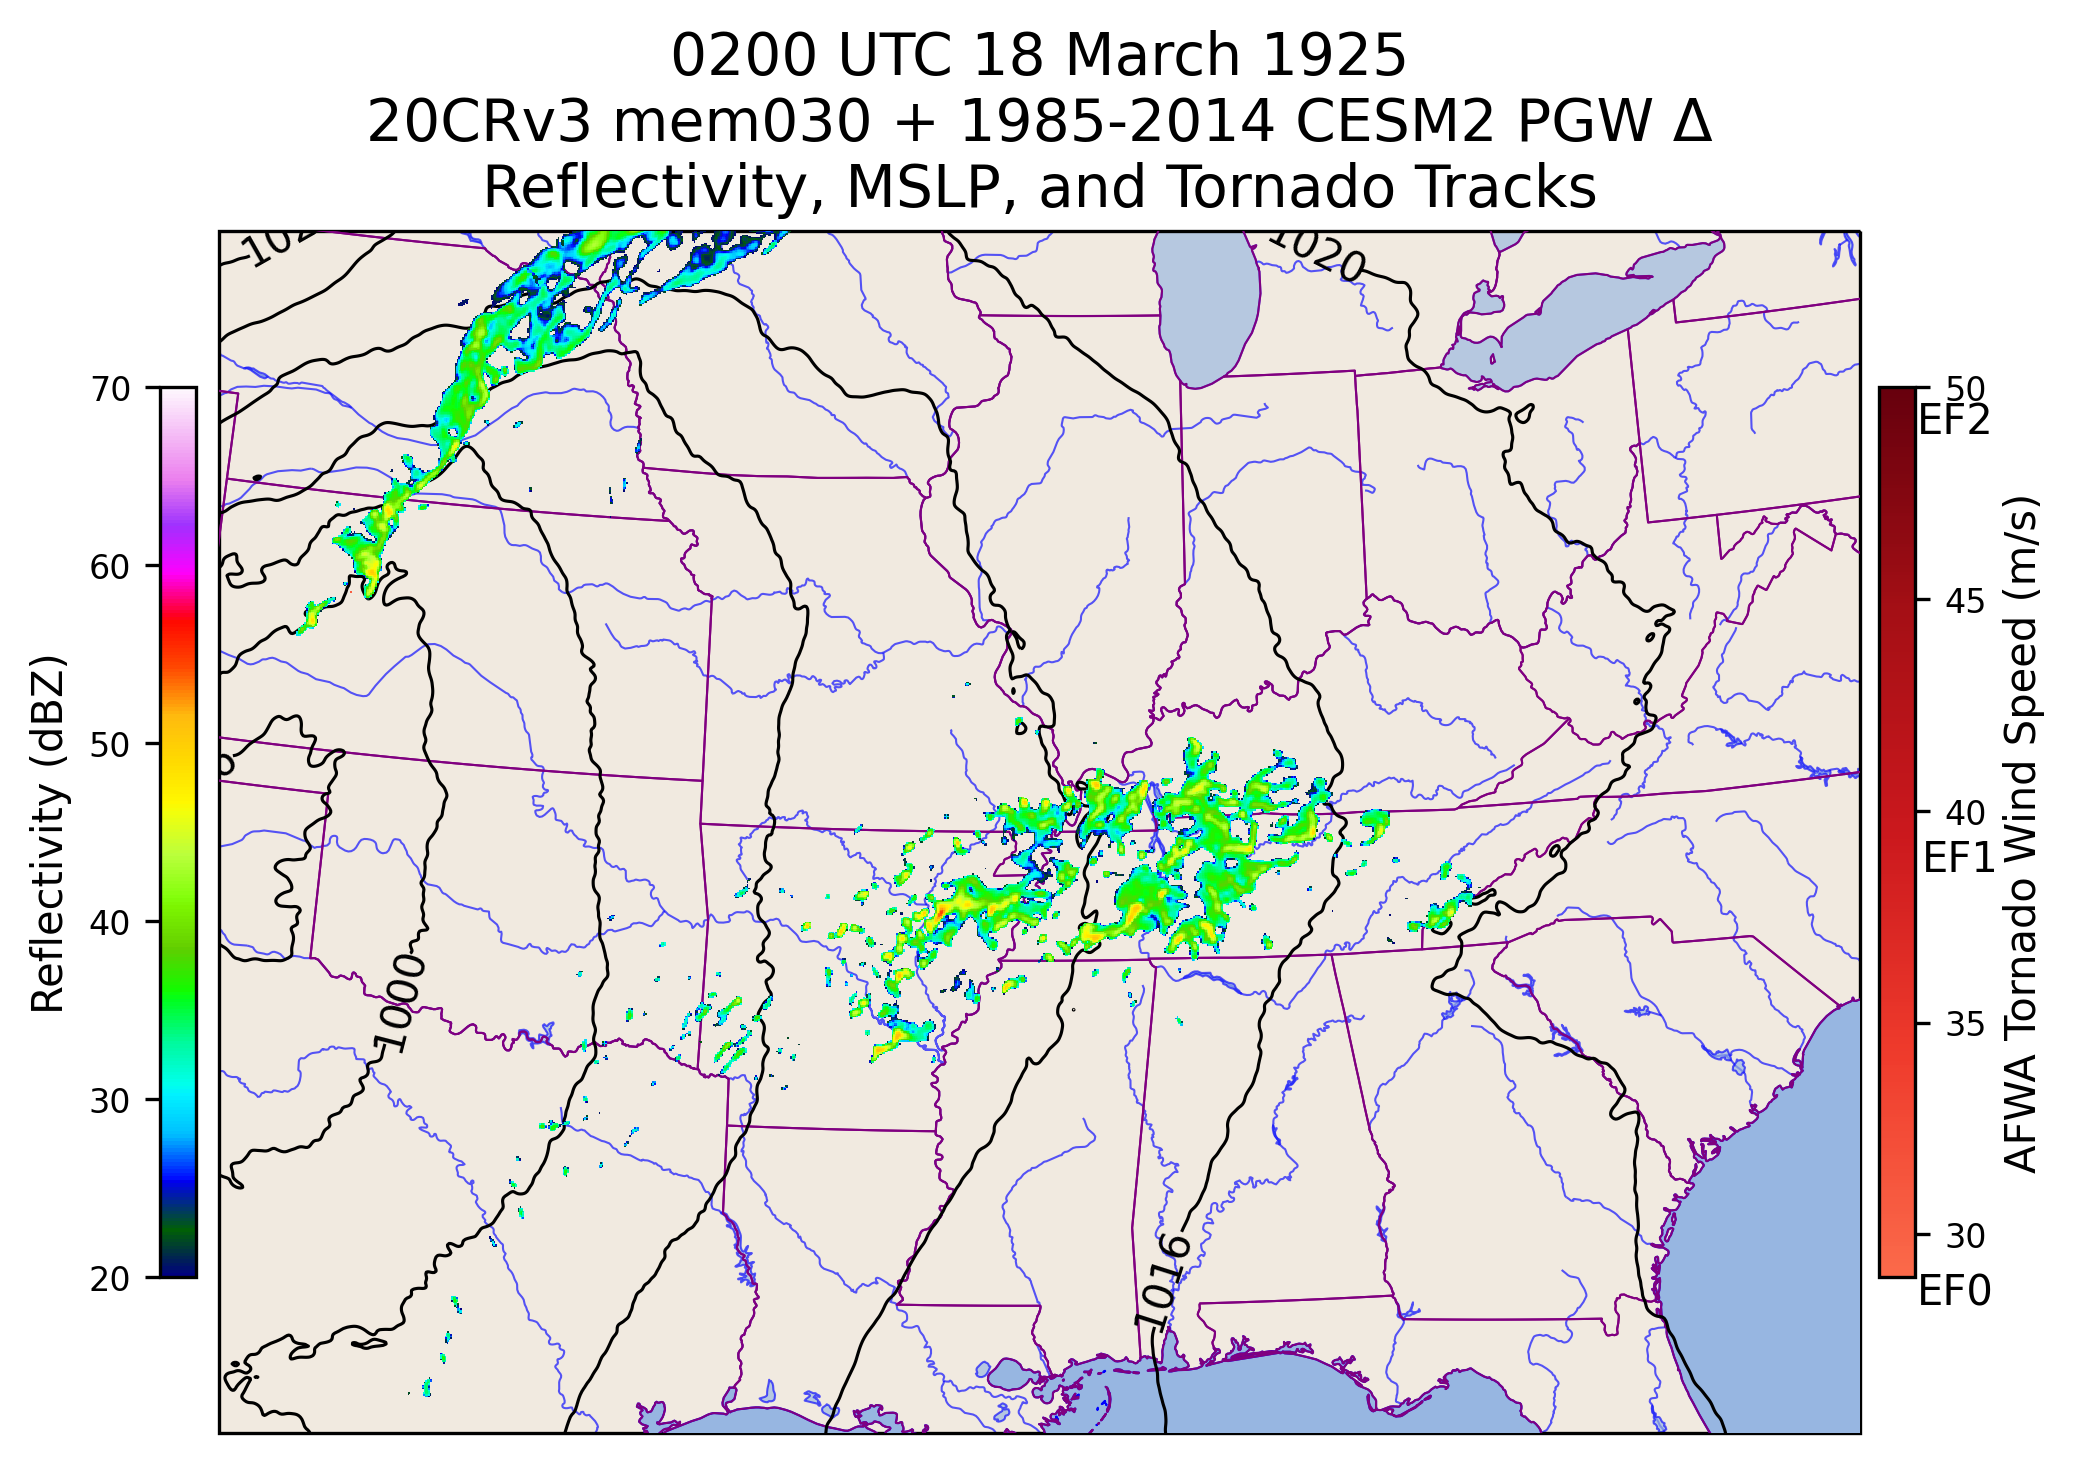 0200 UTC 18 March 1925
20CRv3 mem030 + 1985-2014 CESM2 PGW Δ
Reflectivity, MSLP, and Tornado Tracks
1020
1000
1016
Reflectivity (dBZ)
70
60
50
40
30
20
50
EF2
45
40
EF1
35
30
EF0
AFWA Tornado Wind Speed (m/s)